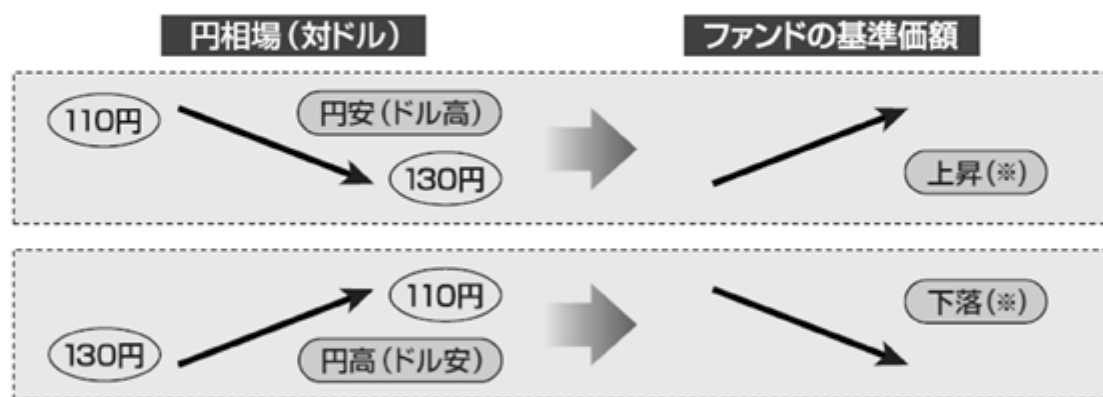 円相場(対ドル)
ファンドの基準価額
110円
円安(ドル高)
130円
上昇(※)
110円
下落(※)
130円
円高(ドル安)